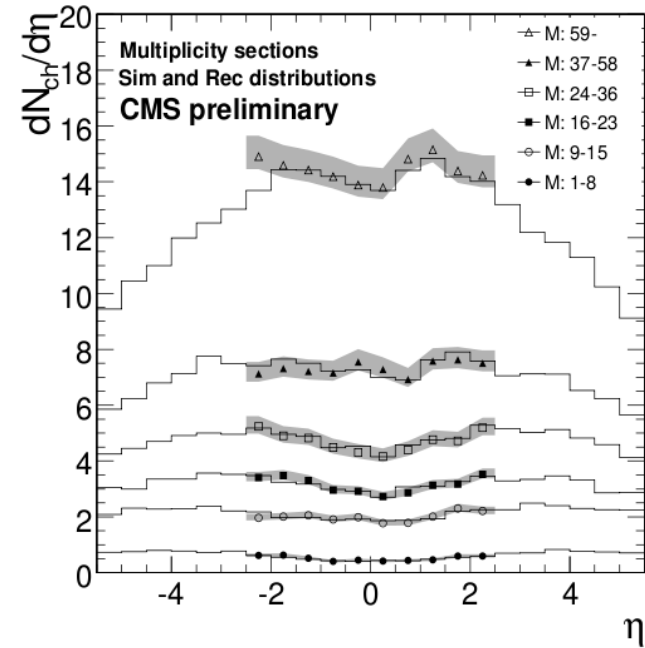 dN_ch/dη
20
18
16
14
12
10
8
6
4
2
0
Multiplicity sections
Sim and Rec distributions
CMS preliminary
M: 59-
M: 37-58
M: 24-36
M: 16-23
M: 9-15
M: 1-8
-4 -2 0 2 4
η